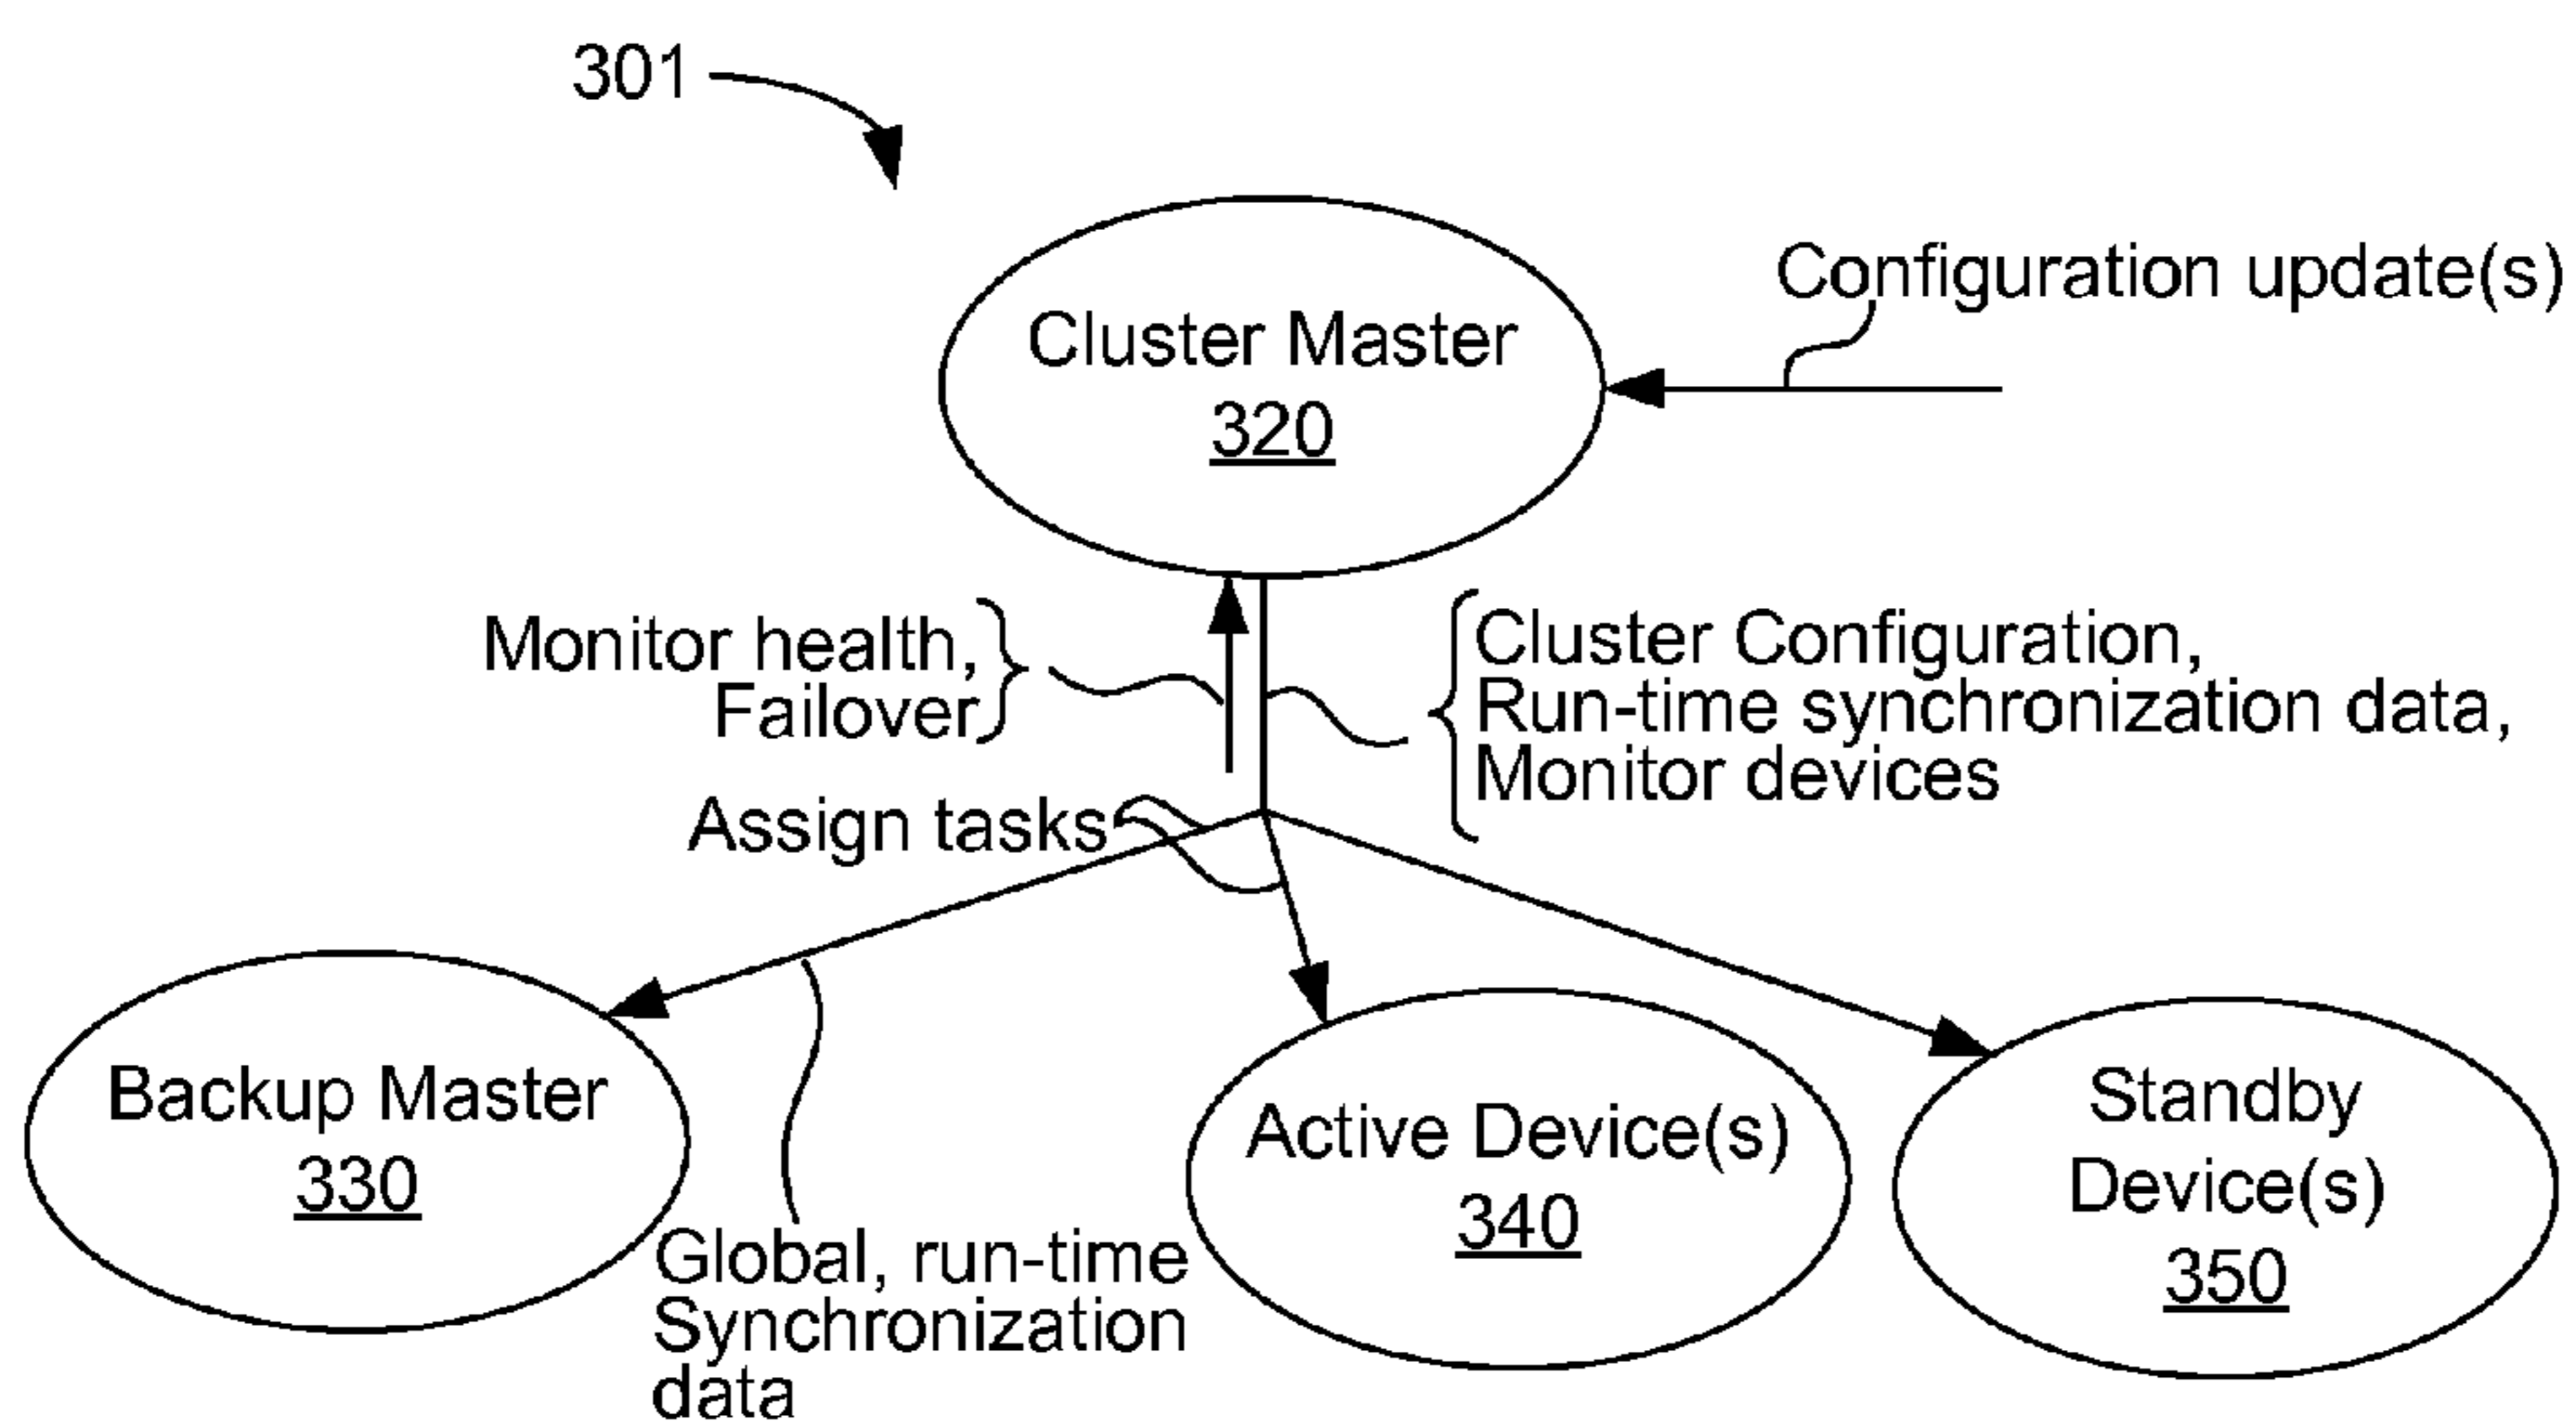 301
Configuration update(s)
Cluster Master
320
Monitor health,
Failover
Cluster Configuration,
Run-time synchronization data,
Monitor devices
Assign tasks
Backup Master
330
Global, run-time
Synchronization
data
Active Device(s)
340
Standby
Device(s)
350